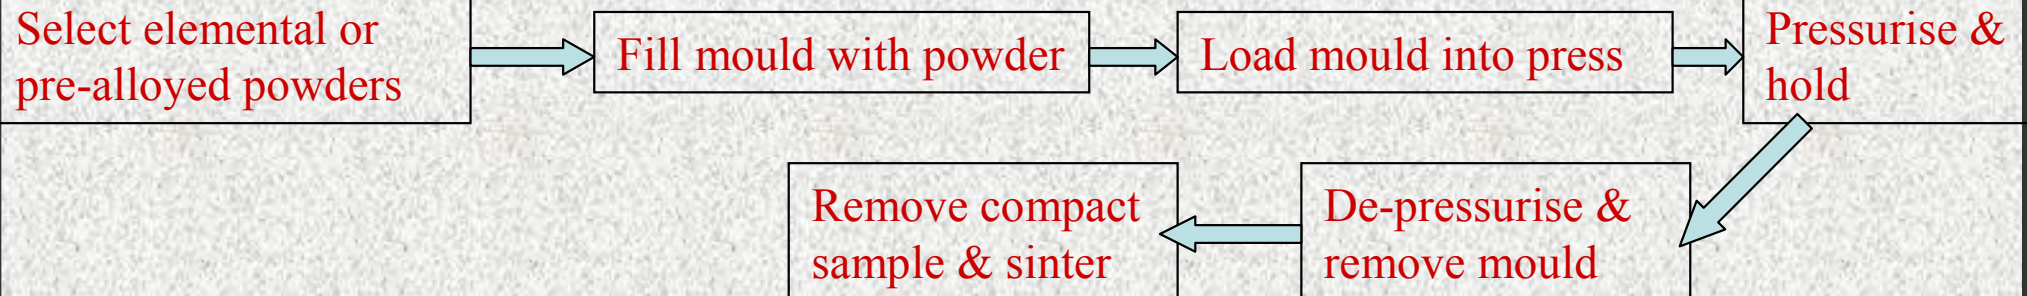 Select elemental or
pre-alloyed powders
Fill mould with powder
Load mould into press
Pressurise &
hold
De-pressurise &
remove mould
Remove compact
sample & sinter